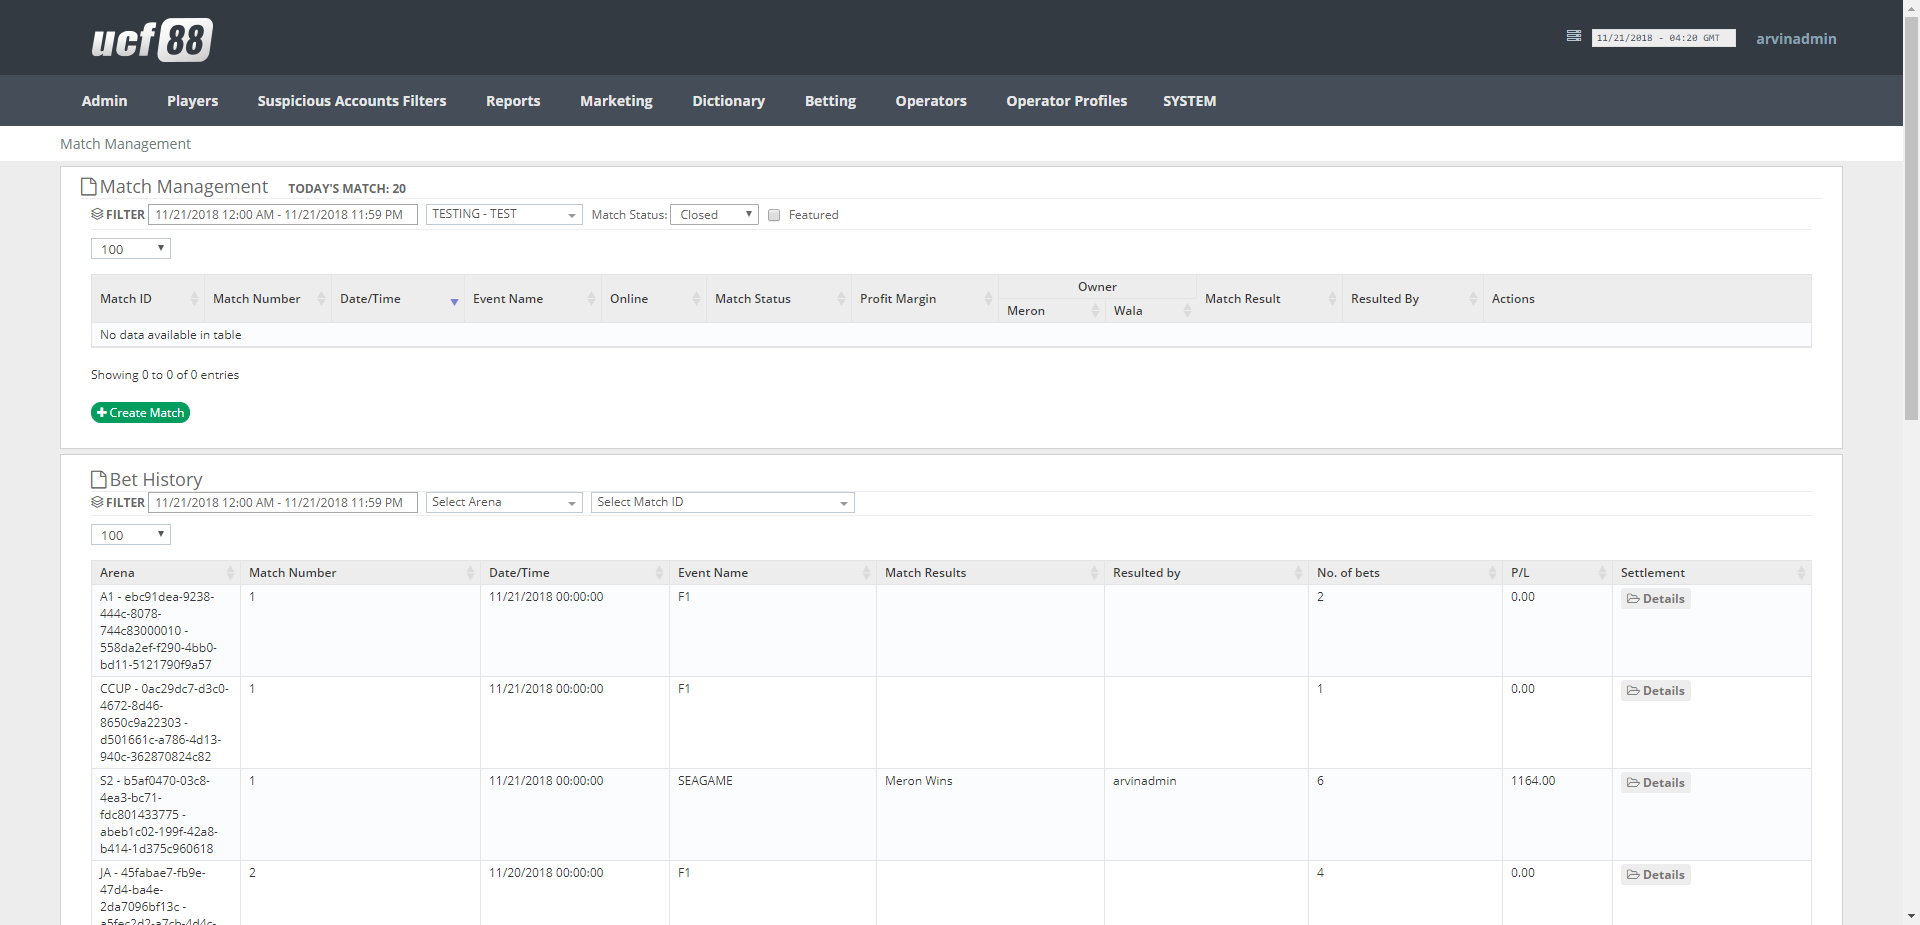 ucf 88
11/21/2018 - 04:20 GMT
arvinadmin
Admin Players Suspicious Accounts Filters Reports Marketing Dictionary Betting Operators Operator Profiles SYSTEM
Match Management
Match Management TODAY'S MATCH: 20
FILTER 11/21/2018 12:00 AM - 11/21/2018 11:59 PM TESTING - TEST Match Status: Closed Featured
100
Owner
Match ID Match Number Date/Time Event Name Online Match Status Profit Margin Match Result Resulted By Actions
Meron Wala
No data available in table
Showing 0 to 0 of 0 entries
Create Match
Bet History
FILTER 11/21/2018 12:00 AM - 11/21/2018 11:59 PM Select Arena Select Match ID
100
Arena Match Number Date/Time Event Name Match Results Resulted by No. of bets P/L Settlement
A1 - ebc91dea-9238- 1 11/21/2018 00:00:00 F1 2 0.00 Details
444c-8078-
744c83000010 -
558da2ef-f290-4bb0-
bd11-5121790f9a57
CCUP - 0ac29dc7-d3c0- 1 11/21/2018 00:00:00 F1 1 0.00 Details
4672-8d46-
8650c9a22303 -
d501661c-a786-4d13-
940c-362870824c82
S2 - b5af0470-03c8- 1 11/21/2018 00:00:00 SEAGAME Meron Wins arvinadmin 6 1164.00 Details
4ea3-bc71-
fdc801433775 -
abeb1c02-199f-42a8-
b414-1d375c960618
JA - 45fabae7-fb9e- 2 11/20/2018 00:00:00 F1 4 0.00 Details
47d4-ba4e-
2da7096bf13c -
a5fec2d2-a7cb-4d4c-